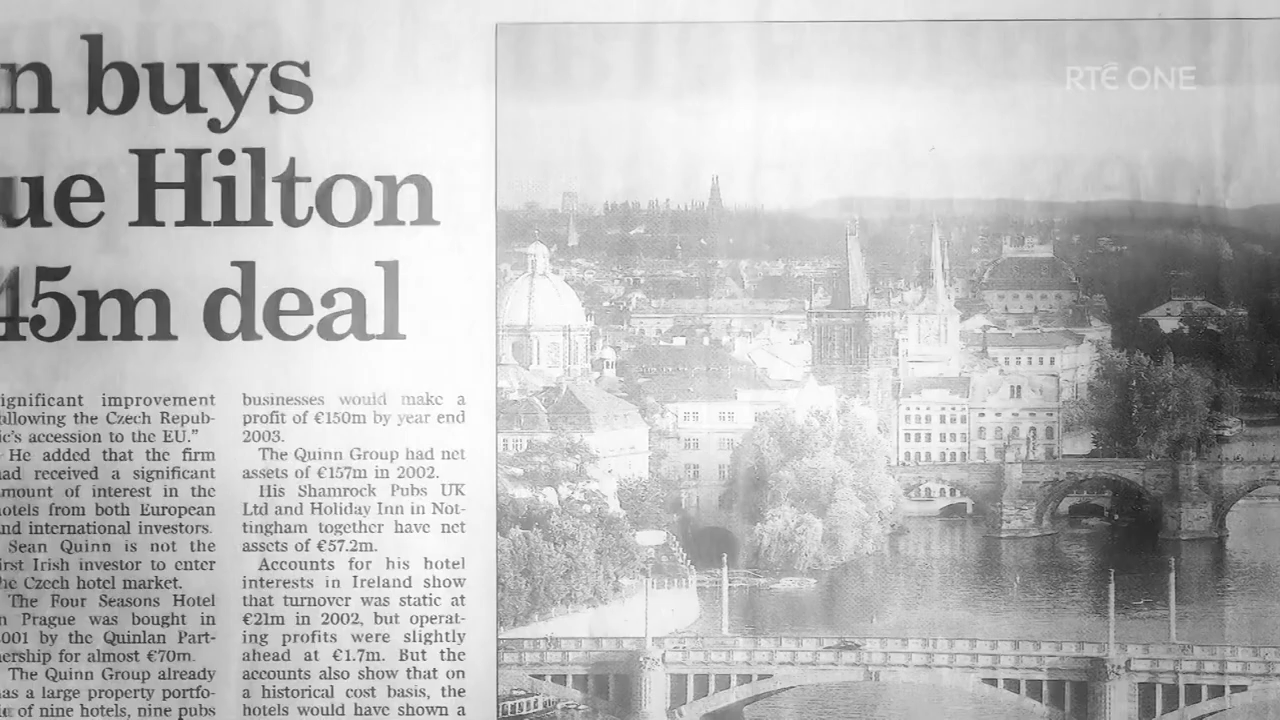 n buys
ue Hilton
45m deal
RTÉ ONE
ignificant improvement
allowing the Czech Repub-
ic's accession to the EU."
He added that the firm
had received a significant
mount of interest in the
hotels from both European
and international investors.
Sean Quinn is not the
first Irish investor to enter
the Czech hotel market.
The Four Seasons Hotel
n Prague was bought in
2001 by the Quinlan Part-
nership for almost €70m.
The Quinn Group already
has a large property portfo-
ie of nine hotels, nine pubs
businesses would make a
profit of €150m by year end
2003.
The Quinn Group had net
assets of €157m in 2002.
His Shamrock Pubs UK
Ltd and Holiday Inn in Not-
tingham together have net
assets of €57.2m.
Accounts for his hotel
interests in Ireland show
that turnover was static at
€21m in 2002, but operat-
ing profits were slightly
ahead at €1.7m. But the
accounts also show that on
a historical cost basis, the
hotels would have shown a